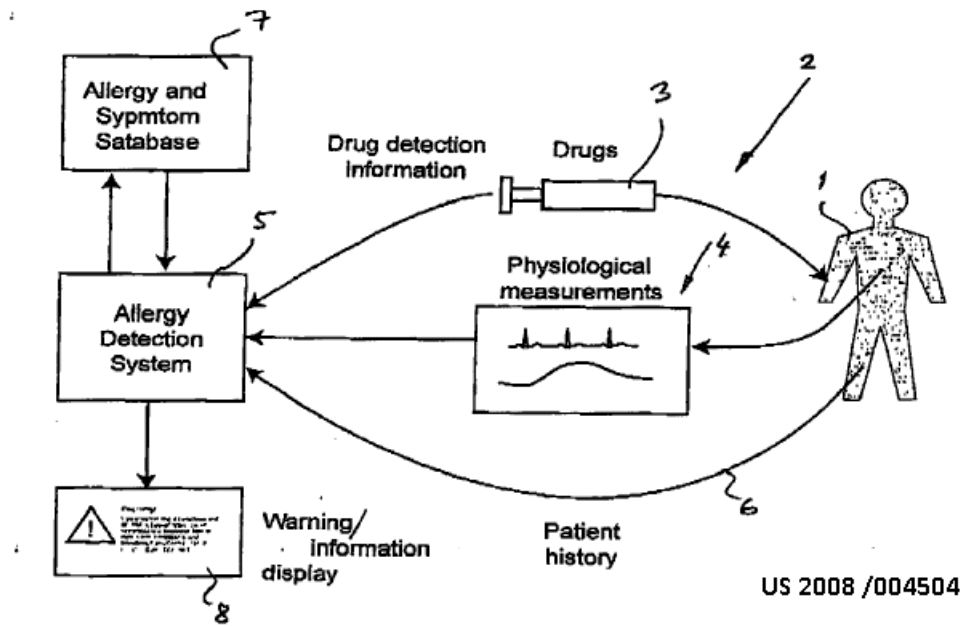 7
Allergy and
Sypmtom
Satabase
2
3
Drug detection
information
Drugs
1
5
4
Physiological
measurements
Allergy
Detection
System
6
Warning/
information
display
Patient
history
8
US 2008 /004504